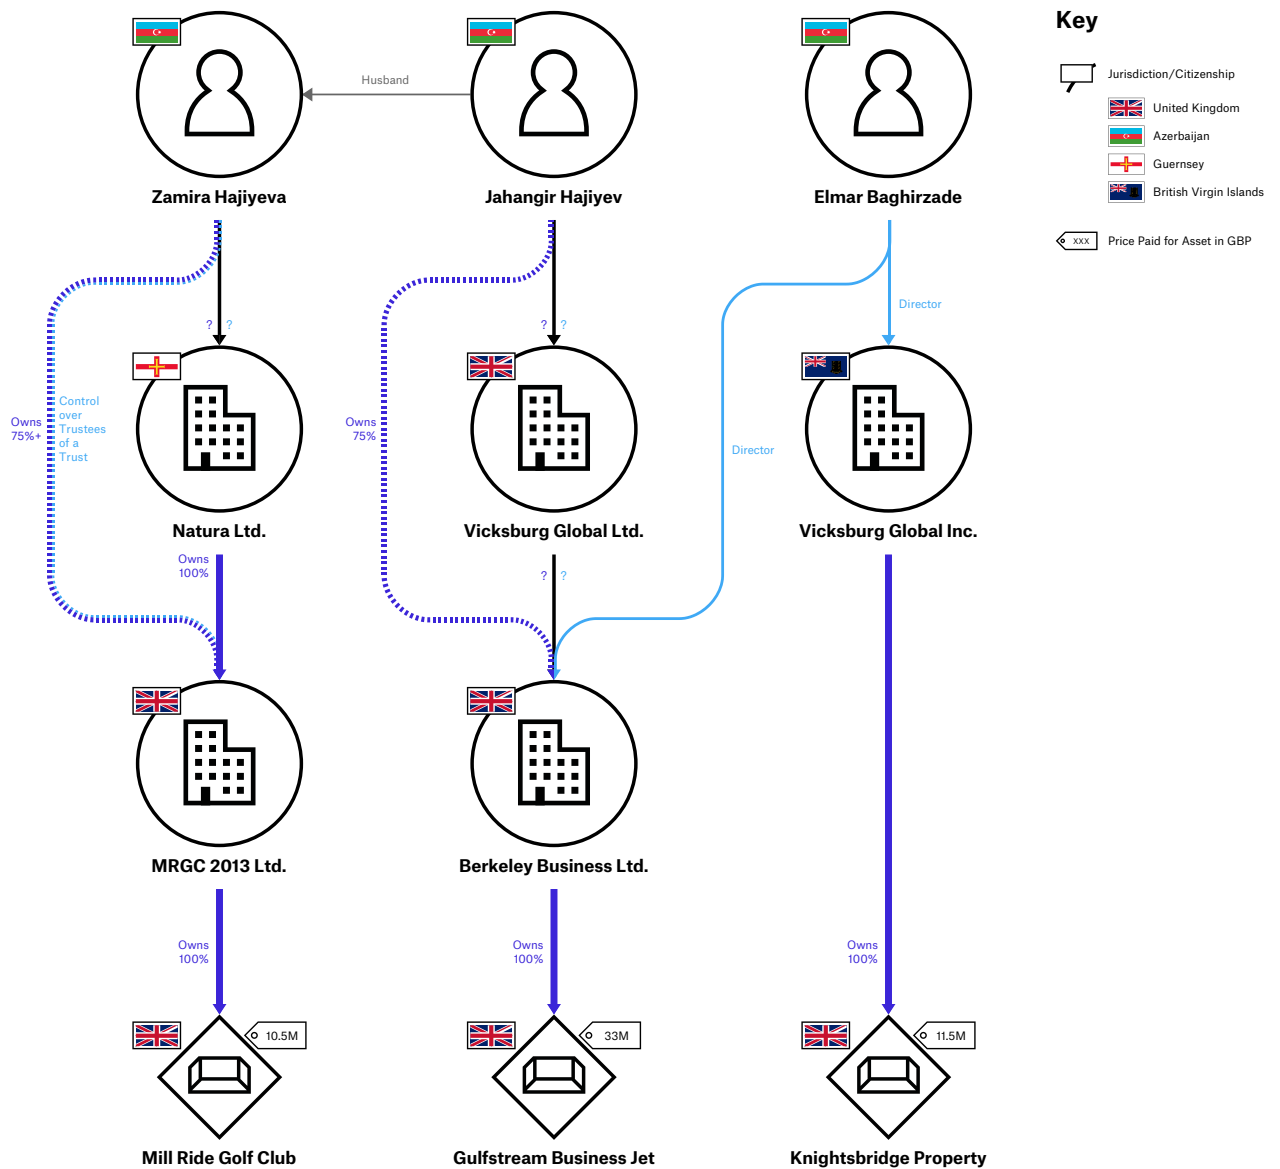 Key
Jurisdiction/Citizenship
United Kingdom
Azerbaijan
Guernsey
British Virgin Islands
xxx
Price Paid for Asset in GBP
Husband
Zamira Hajiyeva
Jahangir Hajiyev
Elmar Baghirzade
? ?
? ?
Director
Owns
75%+
Control
over
Trustees
of a
Trust
Owns
75%
Director
Natura Ltd.
Vicksburg Global Ltd.
Vicksburg Global Inc.
Owns
100%
? ?
MRGC 2013 Ltd.
Berkeley Business Ltd.
Owns
100%
Owns
100%
Owns
100%
10.5M
33M
11.5M
Mill Ride Golf Club
Gulfstream Business Jet
Knightsbridge Property